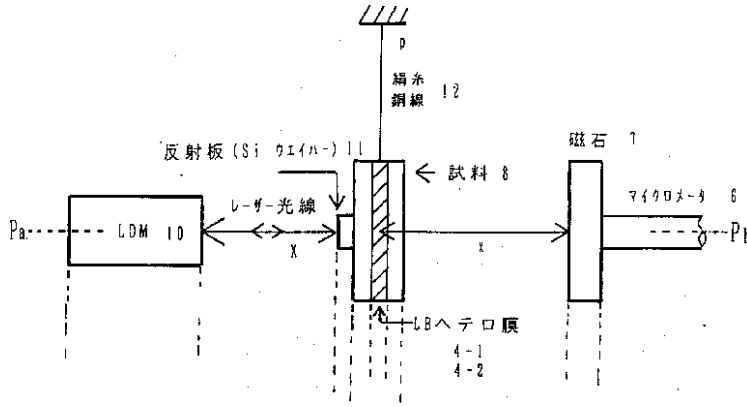 P
絹糸
銅線 12
磁石 7
反射板(Si ウエイハー)11
試料 8
マイクロメータ 6
レーザー光線
Pa
LDM 10
X
x
Pb
LBヘテロ膜
4-1
4-2